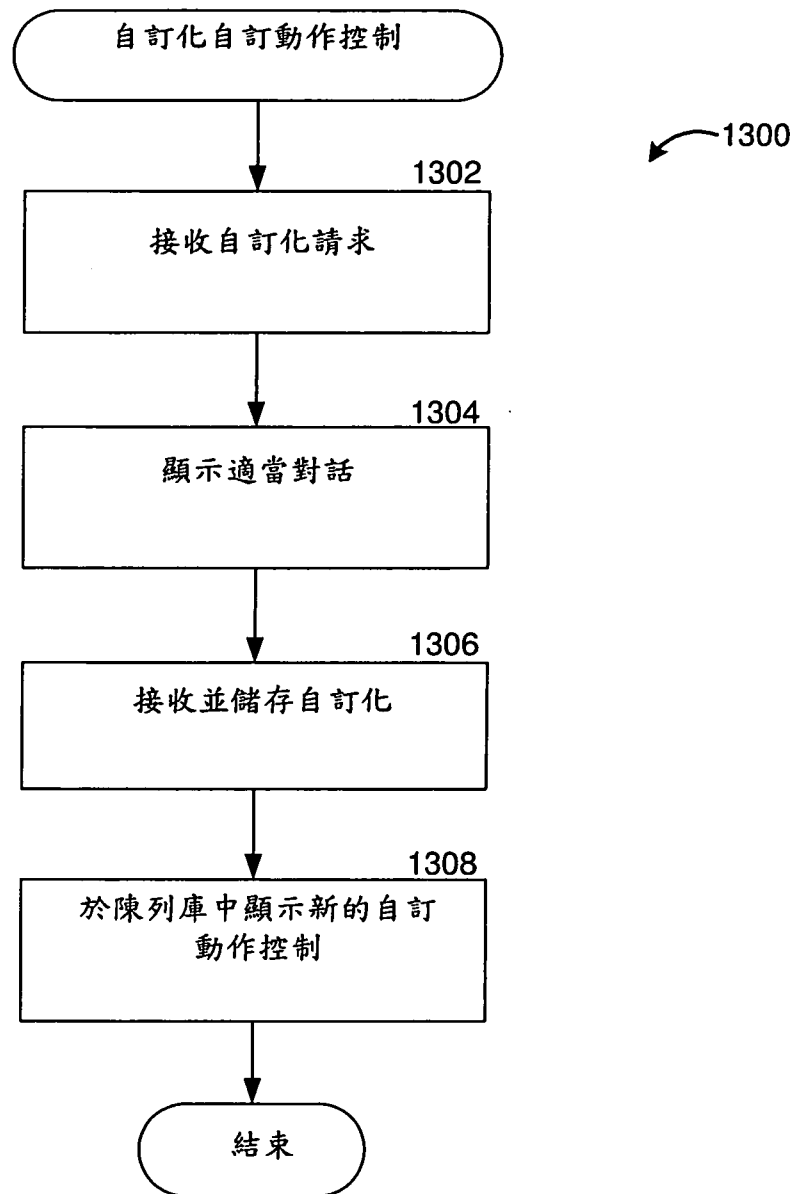 自訂化自訂動作控制
1300
1302
接收自訂化請求
1304
顯示適當對話
1306
接收並儲存自訂化
1308
於陳列庫中顯示新的自訂
動作控制
結束